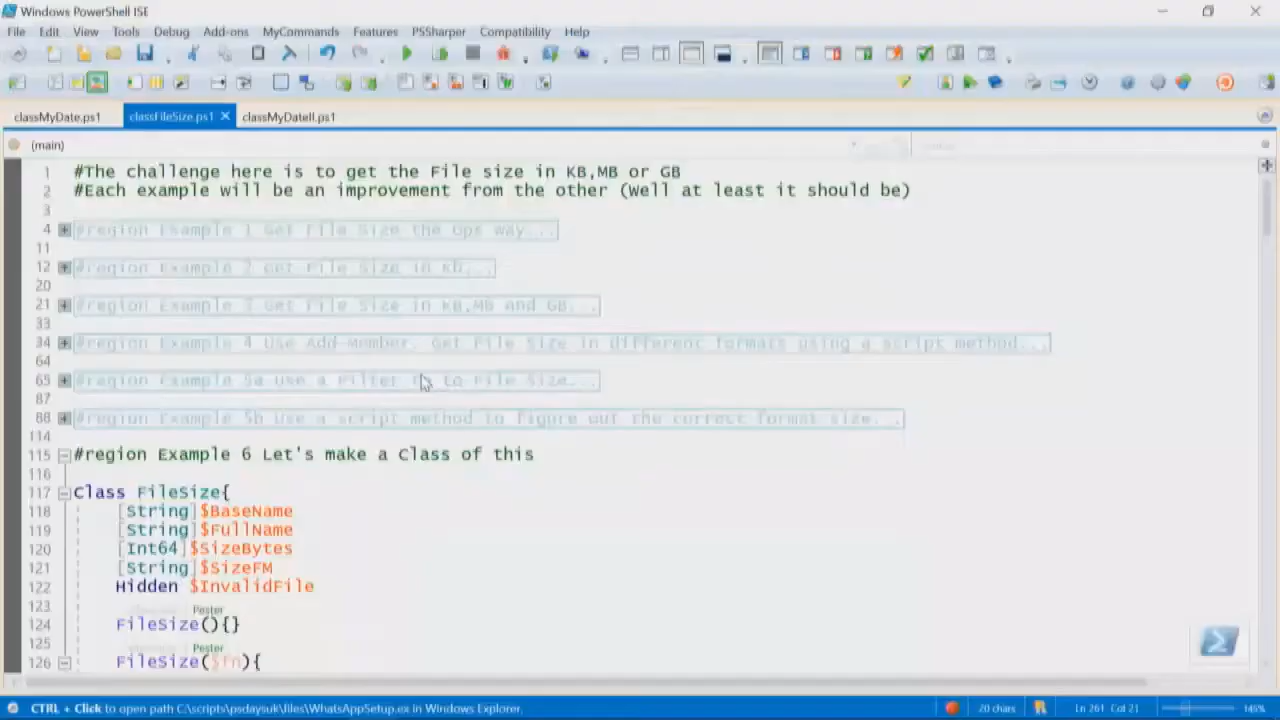 Windows PowerShell ISE
File Edit View Tools Debug Add-ons MyCommands Features PSSharper Compatibility Help
classMyDate.ps1 classFileSize.ps1 classMyDateII.ps1
(main)
1 #The challenge here is to get the File size in KB,MB or GB
2 #Each example will be an improvement from the other (Well at least it should be)
3
4 #region Example 1 Get File Size the Ops way...
11
12 #region Example 2 Get File Size in Kb...
20
21 #region Example 3 Get File Size in KB,MB and GB...
33
34 #region Example 4 Use Add-Member. Get File Size in different formats using a script method...
64
65 #region Example 5a Use a Filter to File Size...
87
88 #region Example 5b Use a script method to figure out the correct format size...
114
115 #region Example 6 Let's make a Class of this
116
117 Class FileSize{
118 [String]$BaseName
119 [String]$FullName
120 [Int64]$SizeBytes
121 [String]$SizeFM
122 Hidden $InvalidFile
123
Pester
124 FileSize(){}
125
Pester
126 FileSize($fn){
CTRL + Click to open path C:\scripts\psdaysuk\files\WhatsAppSetup.ex in Windows Explorer. 20 chars Ln 261 Col 21 145%